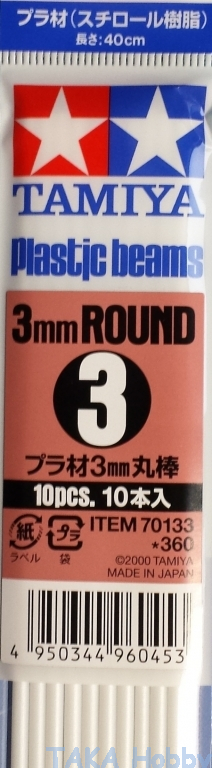 プラ材(スチロール樹脂)
長さ:40cm
TAMIYA
Plastic beams
3mm ROUND
3
プラ材3mm丸棒
10pcs. 10本入
紙 プラ ITEM 70133
ラベル 袋 *360
©2000 TAMIYA
MADE IN JAPAN
4 950344 960453
TAKA Hobby